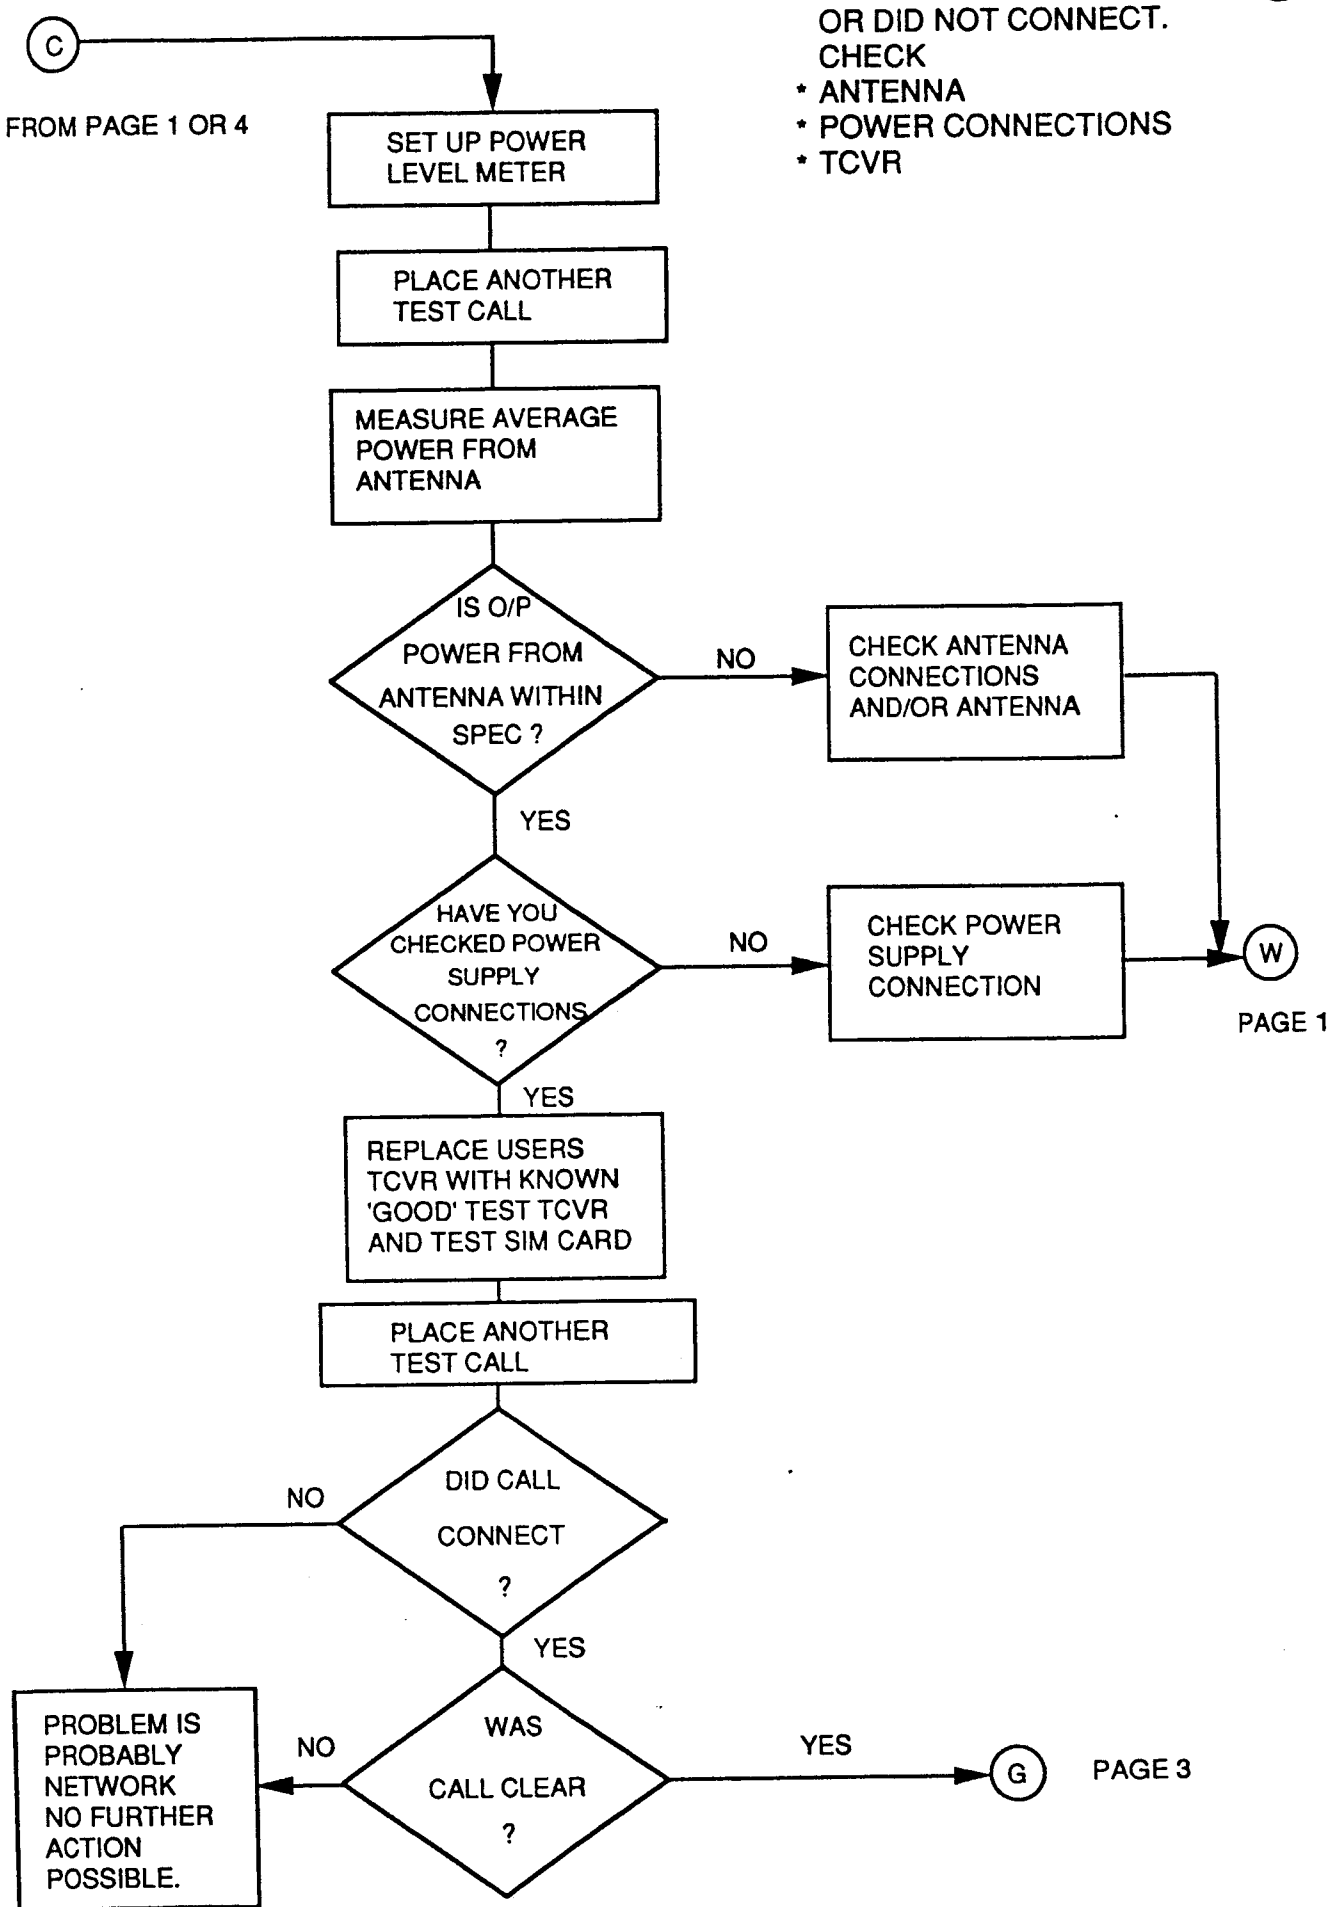 OR DID NOT CONNECT.
CHECK
* ANTENNA
* POWER CONNECTIONS
* TCVR
C
FROM PAGE 1 OR 4
SET UP POWER
LEVEL METER
PLACE ANOTHER
TEST CALL
MEASURE AVERAGE
POWER FROM
ANTENNA
IS O/P
POWER FROM
ANTENNA WITHIN
SPEC ?
NO
CHECK ANTENNA
CONNECTIONS
AND/OR ANTENNA
YES
HAVE YOU
CHECKED POWER
SUPPLY
CONNECTIONS
?
NO
CHECK POWER
SUPPLY
CONNECTION
W
PAGE 1
YES
REPLACE USERS
TCVR WITH KNOWN
'GOOD' TEST TCVR
AND TEST SIM CARD
PLACE ANOTHER
TEST CALL
DID CALL
CONNECT
?
NO
YES
WAS
CALL CLEAR
?
NO
PROBLEM IS
PROBABLY
NETWORK
NO FURTHER
ACTION
POSSIBLE.
YES
G
PAGE 3